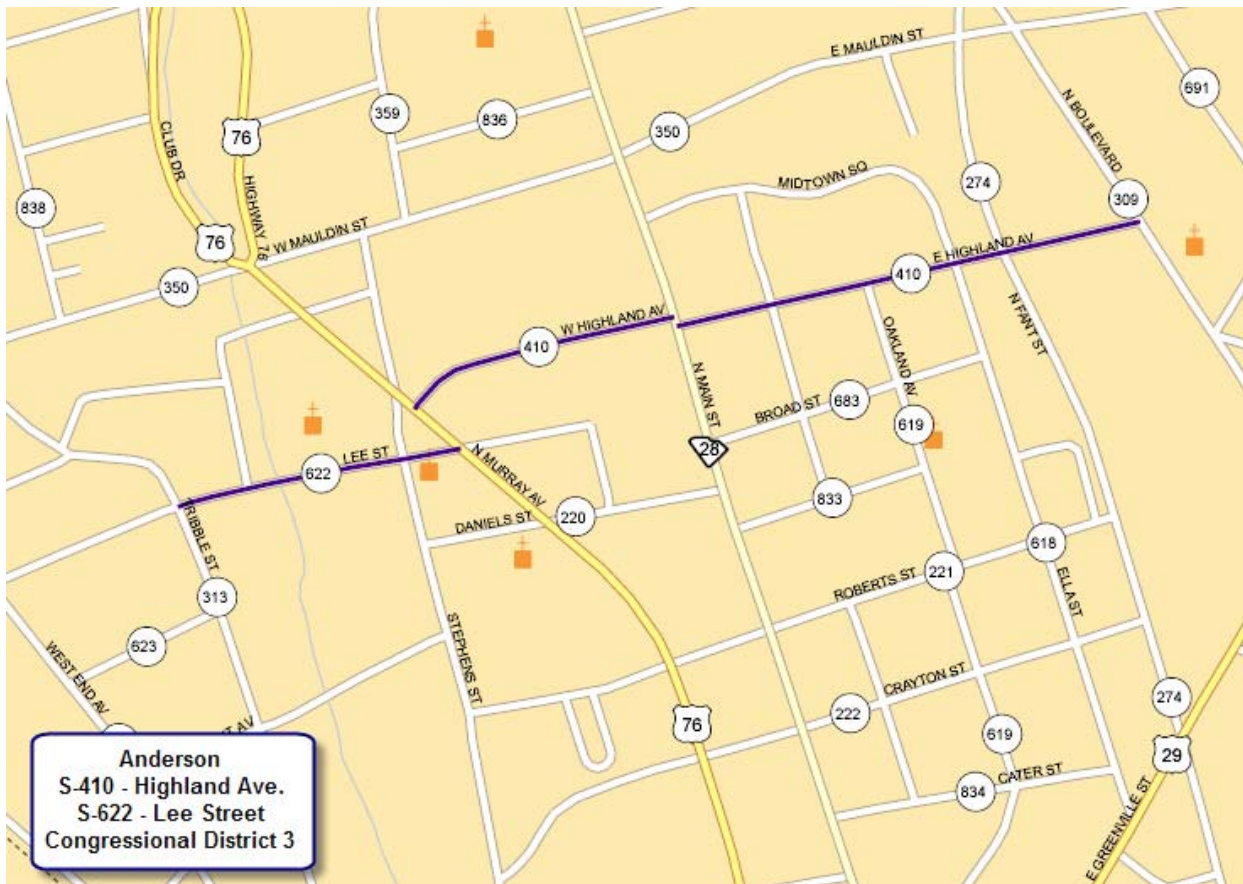 E MAULDIN ST
691
359
836
350
76
CLUB DR
N BOULEVARD
MIDTOWN SQ
274
838
309
HIGHWAY 76
W MAULDIN ST
76
E HIGHLAND AV
410
350
W HIGHLAND AV
410
N FANT ST
OAKLAND AV
N MAIN ST
BROAD ST
683
619
28
LEE ST
622
N MURRAY AV
833
DANIELS ST
220
TRIBBLE ST
618
ROBERTS ST
221
313
ELLA ST
623
STEPHENS ST
WEST END AV
CRAYTON ST
274
222
76
619
29
CATER ST
834
E GREENVILLE ST
AV
Anderson
S-410 - Highland Ave.
S-622 - Lee Street
Congressional District 3